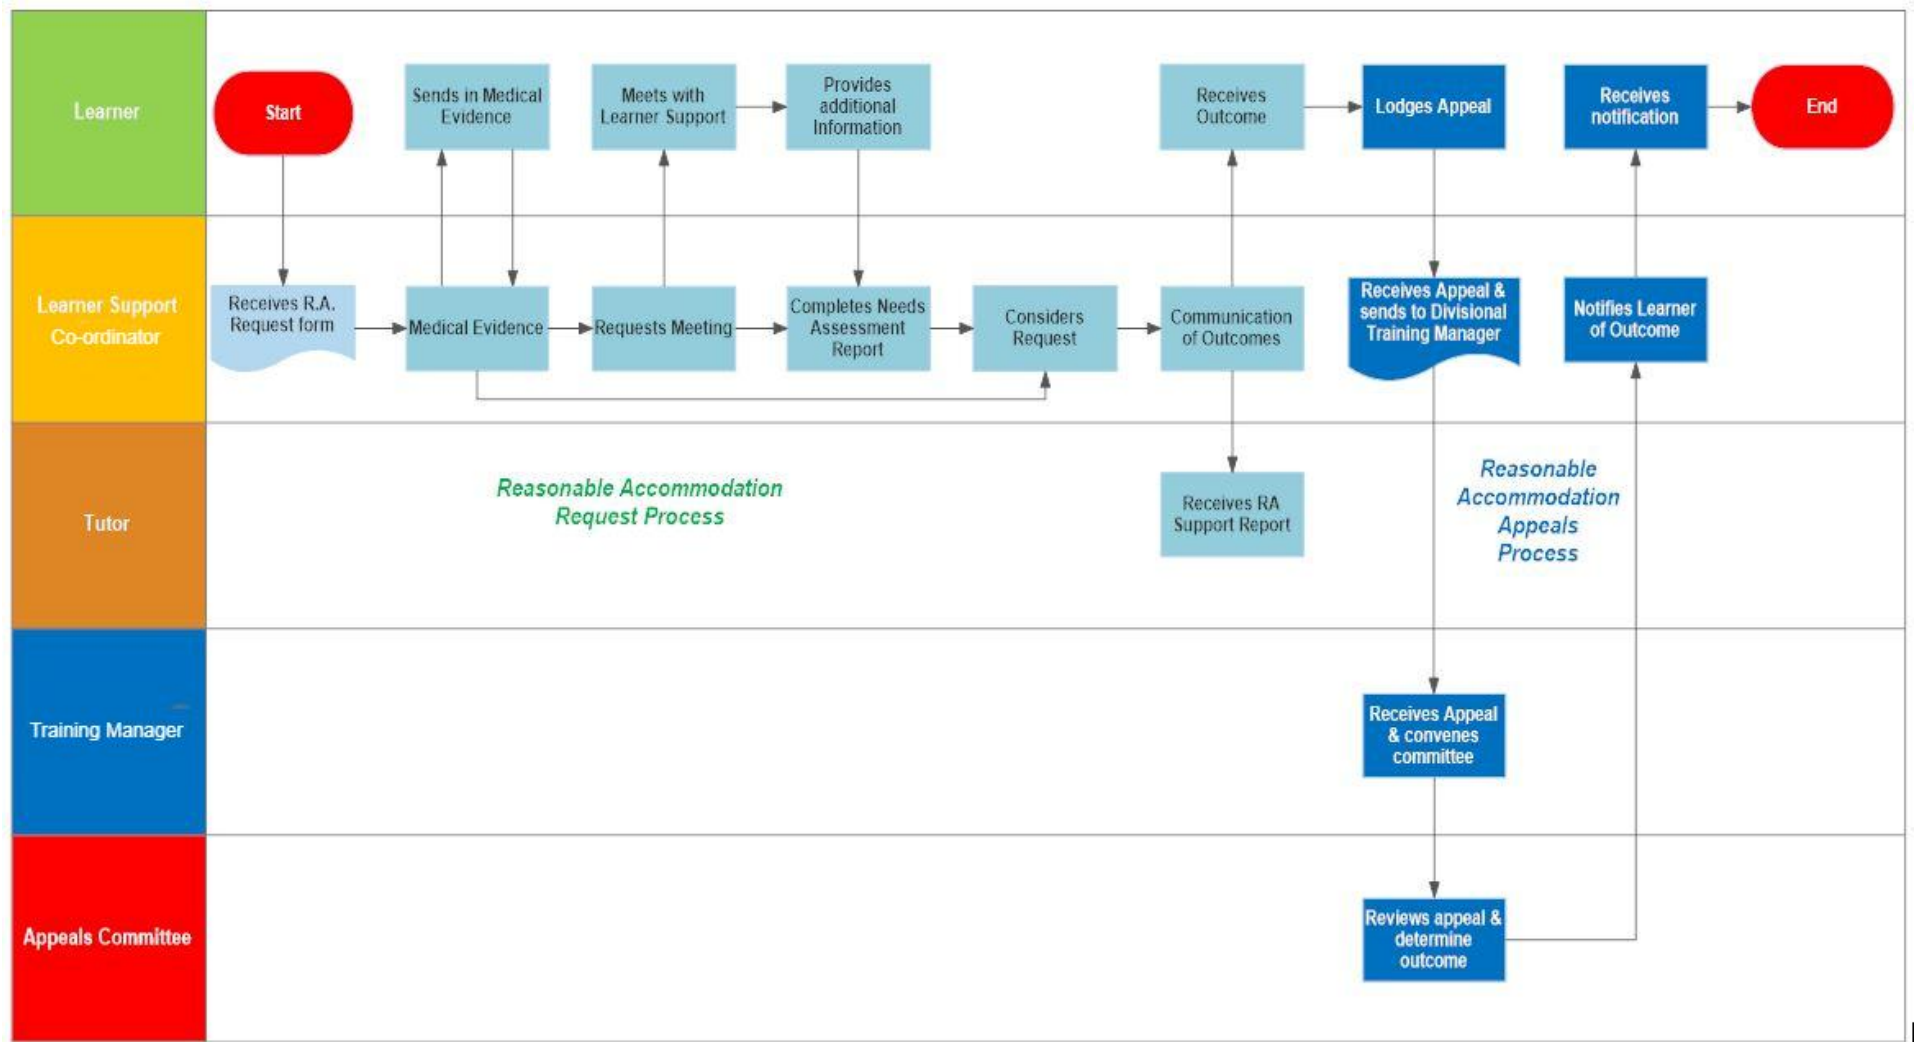 Learner
Start
Sends in Medical
Evidence
Meets with
Learner Support
Provides
additional
Information
Receives
Outcome
Lodges Appeal
Receives
notification
End
Learner Support
Co-ordinator
Receives R.A.
Request form
Medical Evidence
Requests Meeting
Completes Needs
Assessment
Report
Considers
Request
Communication
of Outcomes
Receives Appeal &
sends to Divisional
Training Manager
Notifies Learner
of Outcome
Tutor
Reasonable Accommodation
Request Process
Receives RA
Support Report
Reasonable
Accommodation
Appeals
Process
Training Manager
Receives Appeal
& convenes
committee
Appeals Committee
Reviews appeal &
determine
outcome